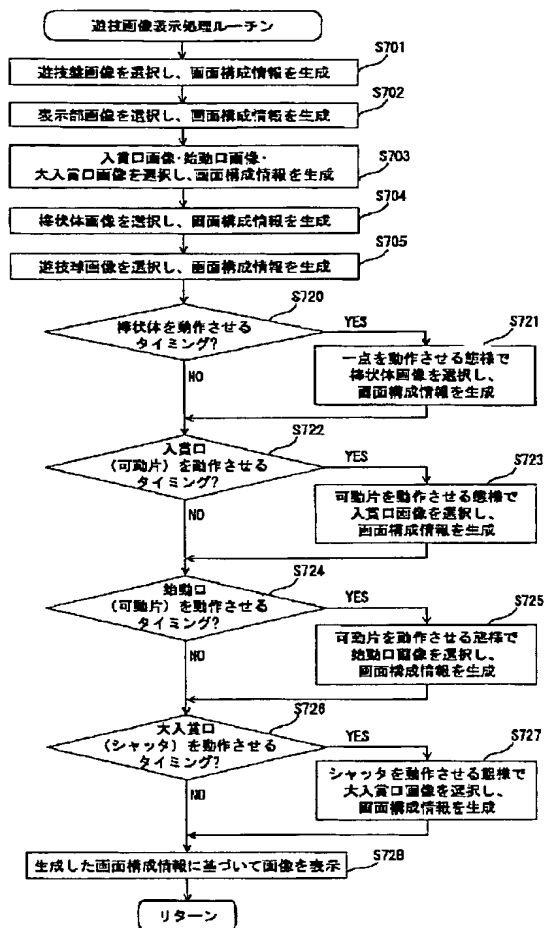 遊技画像表示処理ルーチン
S701
遊技盤画像を選択し、画面構成情報を生成
S702
表示部画像を選択し、画面構成情報を生成
S703
入賞口画像・始動口画像・
大入賞口画像を選択し、画面構成情報を生成
S704
棒状体画像を選択し、画面構成情報を生成
S705
遊技球画像を選択し、画面構成情報を生成
S720
棒状体を動作させる
タイミング?
YES
NO
S721
一点を動作させる態様で
棒状体画像を選択し、
画面構成情報を生成
S722
入賞口
(可動片)を動作させる
タイミング?
YES
NO
S723
可動片を動作させる態様で
入賞口画像を選択し、
画面構成情報を生成
S724
始動口
(可動片)を動作させる
タイミング?
YES
NO
S725
可動片を動作させる態様で
始動口画像を選択し、
画面構成情報を生成
S726
大入賞口
(シャッタ)を動作させる
タイミング?
YES
NO
S727
シャッタを動作させる態様で
大入賞口画像を選択し、
画面構成情報を生成
S728
生成した画面構成情報に基づいて画像を表示
リターン